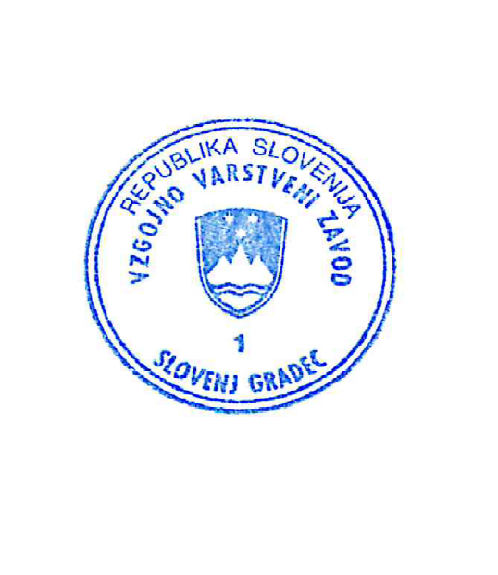 REPUBLIKA SLOVENIJA
VZGOJNO VARSTVENI ZAVOD
1
SLOVENJ GRADEC